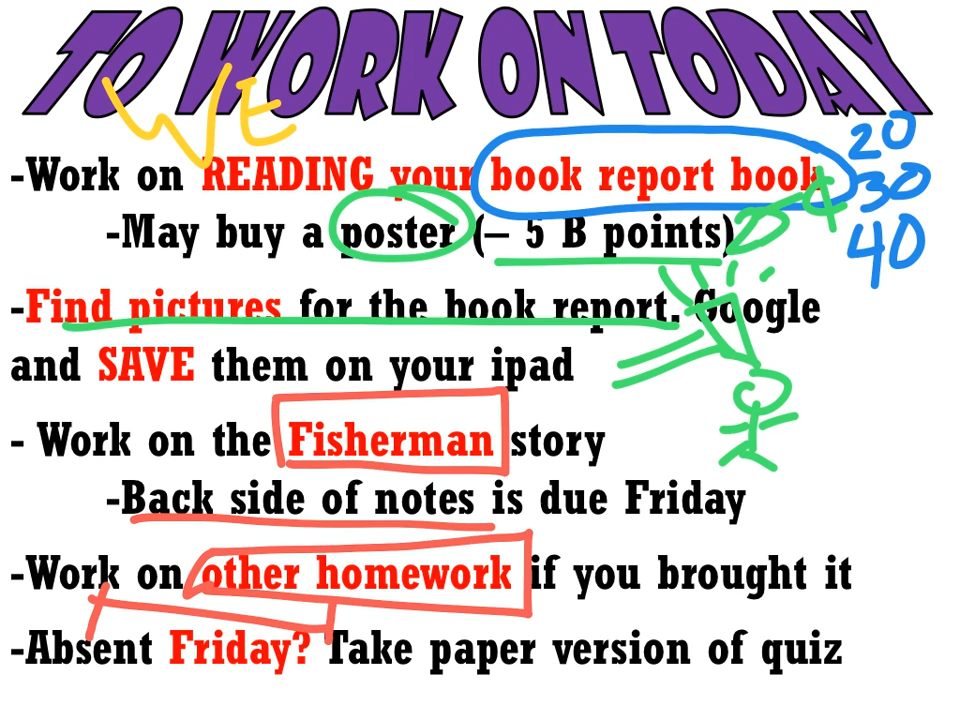 TO WORK ON TODAY
WE
-Work on READING your book report book
20
30
40
-May buy a poster (– 5 B points)
-Find pictures for the book report. Google
and SAVE them on your ipad
- Work on the Fisherman story
-Back side of notes is due Friday
-Work on other homework if you brought it
-Absent Friday? Take paper version of quiz